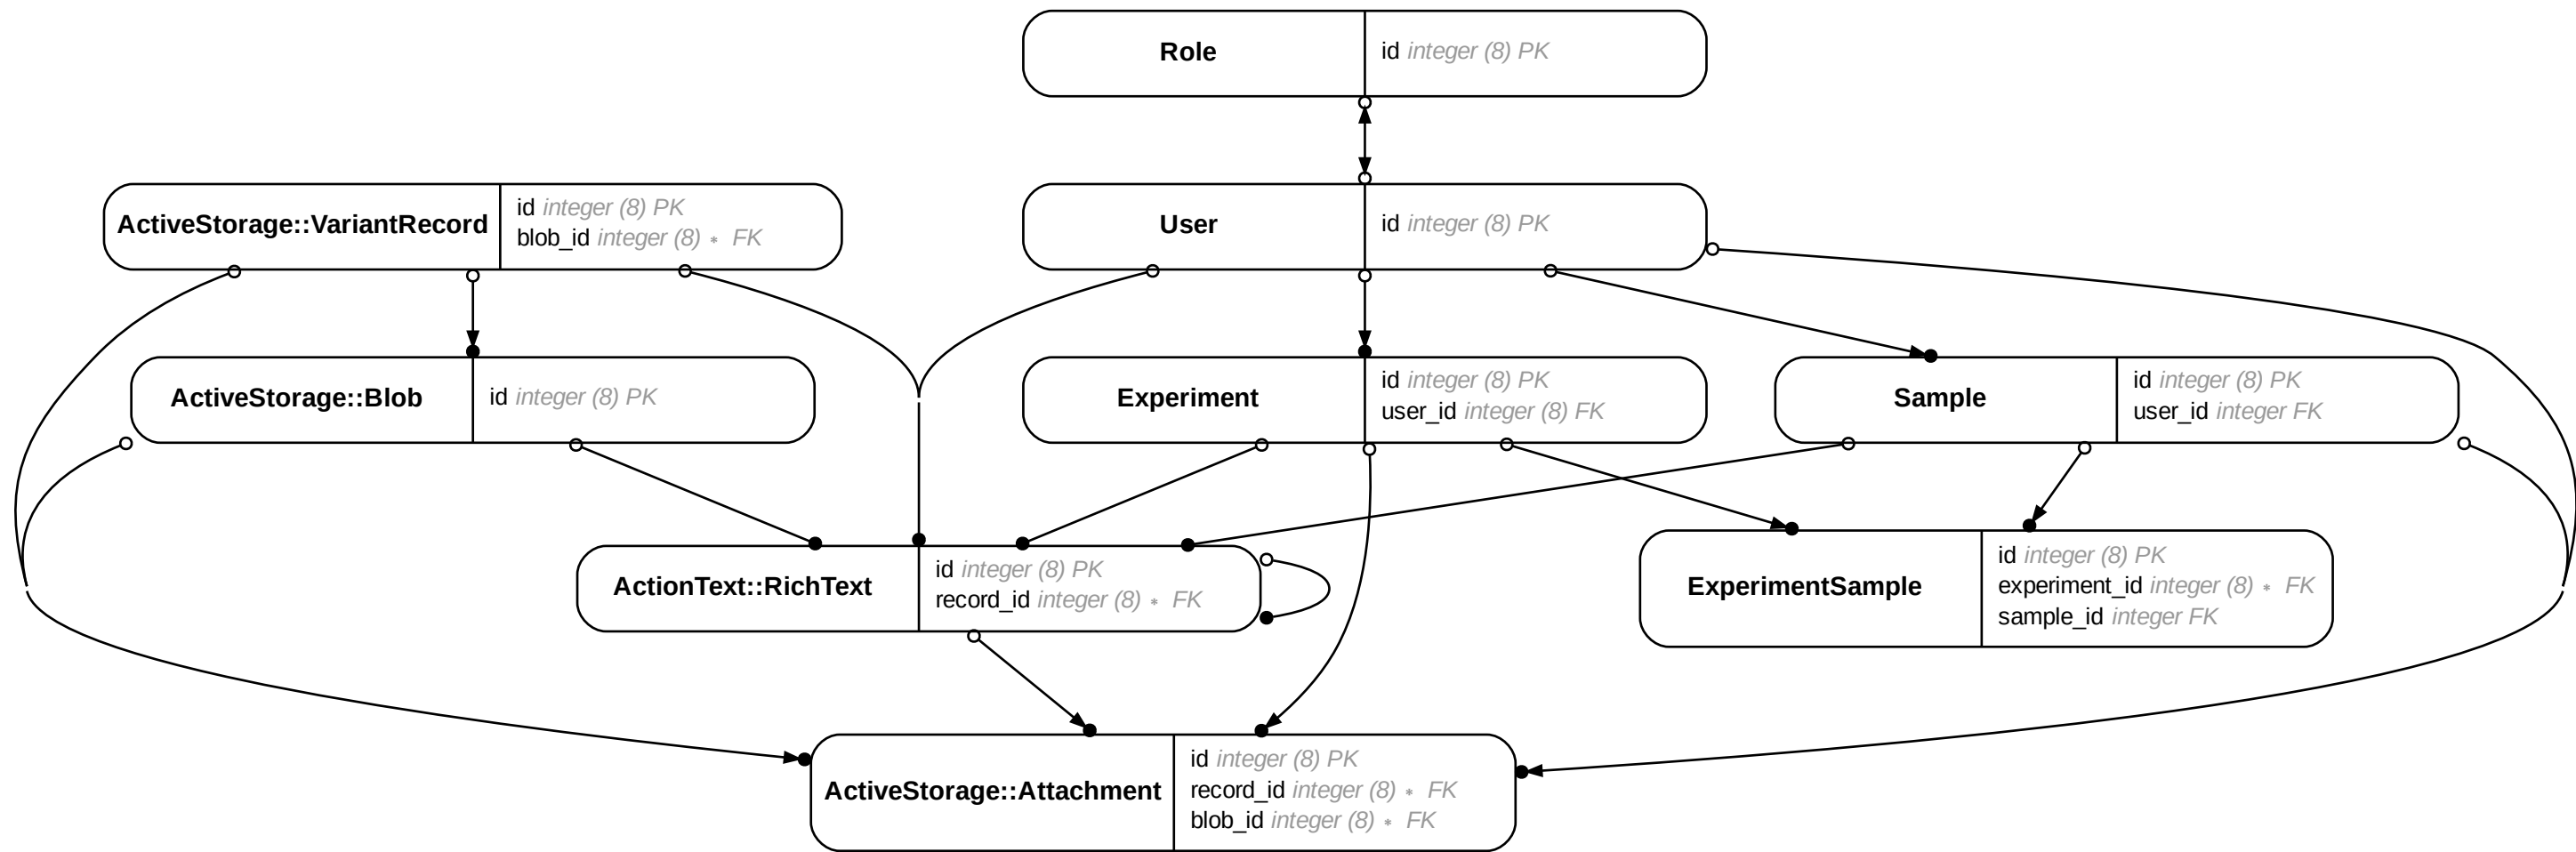 Role
id integer (8) PK
ActiveStorage::VariantRecord
id integer (8) PK
blob_id integer (8) * FK
User
id integer (8) PK
ActiveStorage::Blob
id integer (8) PK
Experiment
id integer (8) PK
user_id integer (8) FK
Sample
id integer (8) PK
user_id integer FK
ActionText::RichText
id integer (8) PK
record_id integer (8) * FK
ExperimentSample
id integer (8) PK
experiment_id integer (8) * FK
sample_id integer FK
ActiveStorage::Attachment
id integer (8) PK
record_id integer (8) * FK
blob_id integer (8) * FK